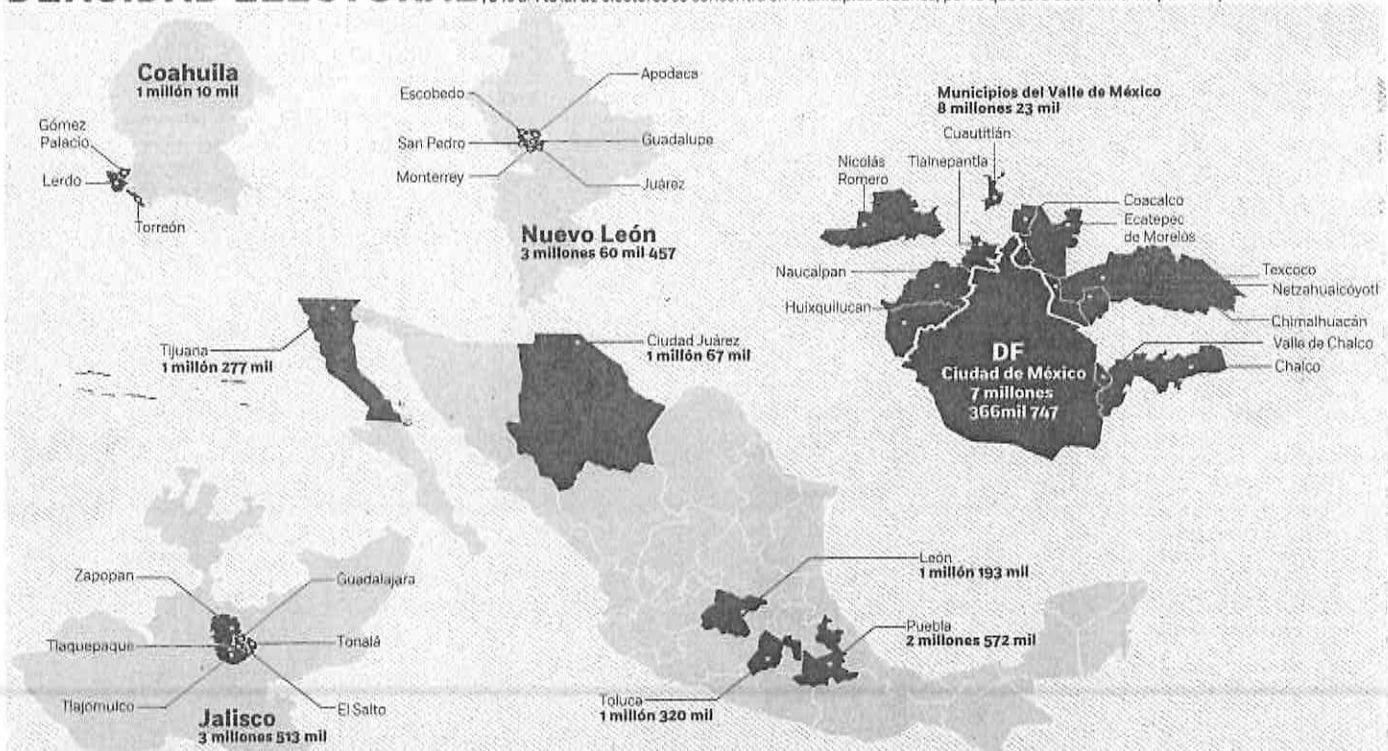 DENSIDAD ELECTORAL
Coahuila
1 millón 10 mil
Gómez
Palacio
Lerdo
Torreón
Escobedo
San Pedro
Monterrey
Apodaca
Guadalupe
Juárez
Nuevo León
3 millones 60 mil 457
Municipios del Valle de México
8 millones 23 mil
Cuautitlán
Nicolás
Romero
Tlalnepantla
Coacalco
Ecatepec
de Morelos
Naucalpan
Huixquilucan
Texcoco
Netzahualcóyotl
Chimalhuacán
Valle de Chalco
Chalco
DF
Ciudad de México
7 millones
366mil 747
Tijuana
1 millón 277 mil
Ciudad Juárez
1 millón 67 mil
Zapopan
Guadalajara
Tlaquepaque
Tonalá
Tlajomulco
El Salto
Jalisco
3 millones 513 mil
León
1 millón 193 mil
Puebla
2 millones 572 mil
Toluca
1 millón 320 mil